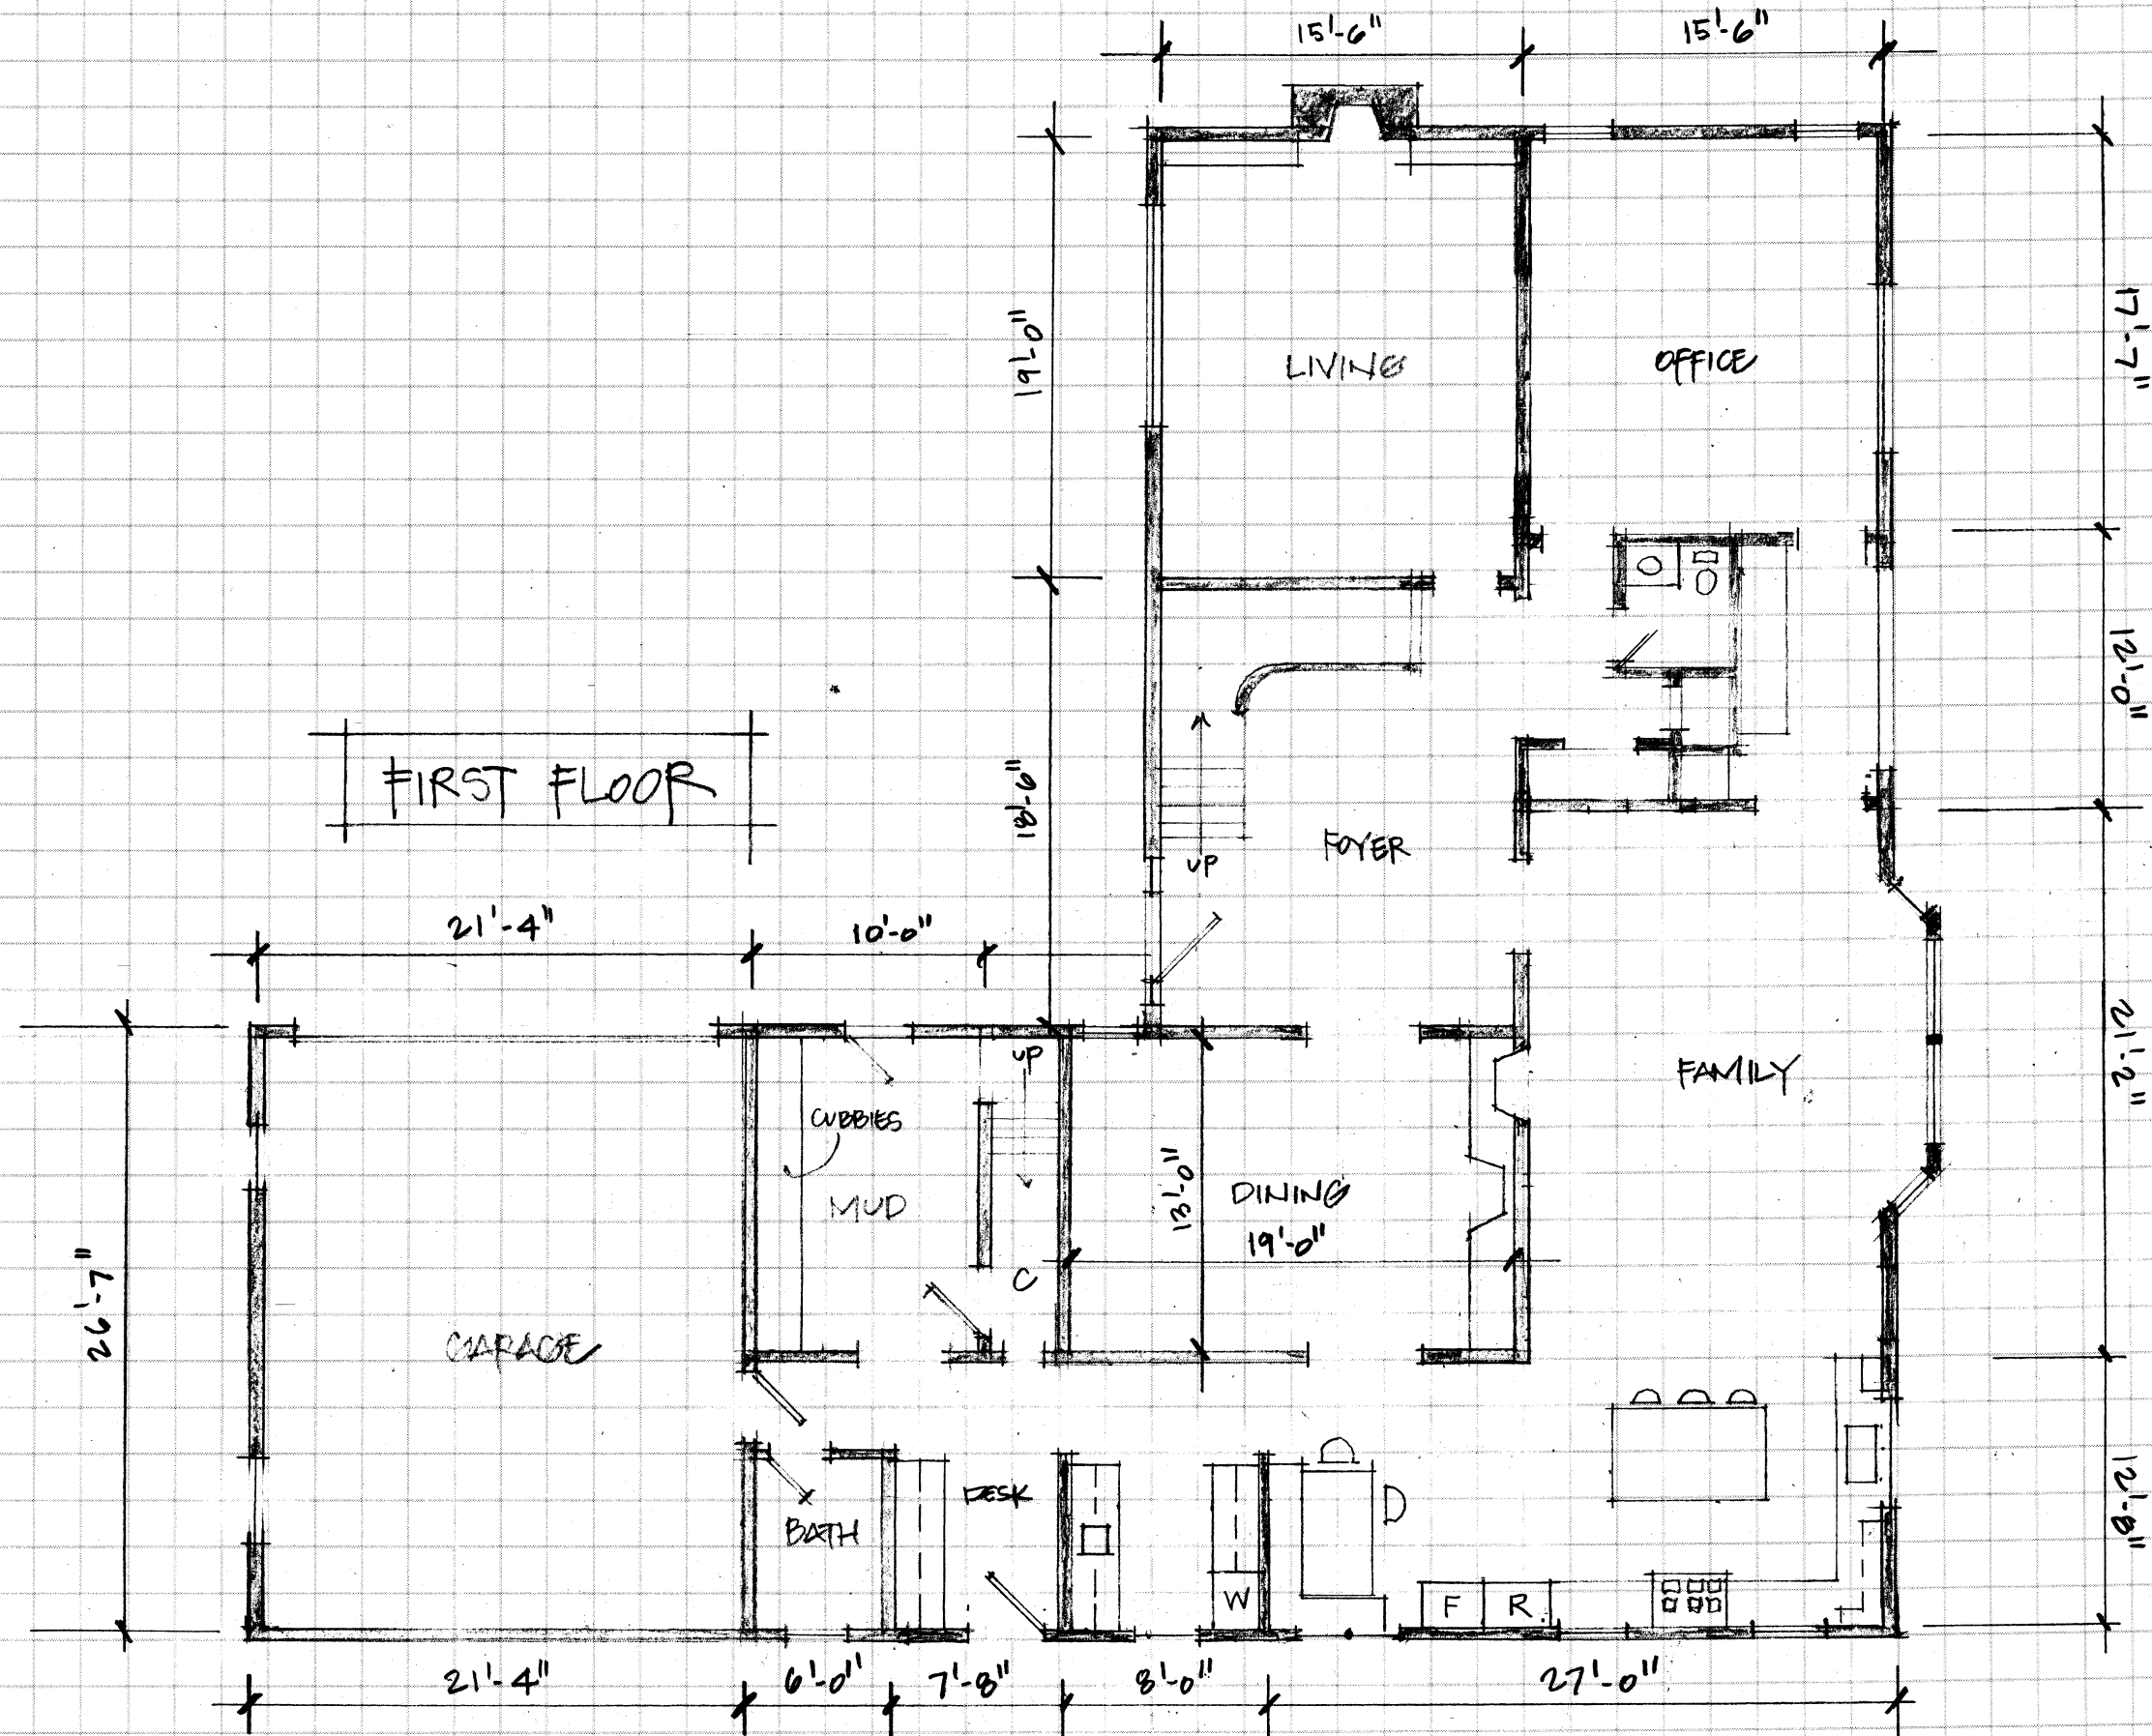 15'-6"
15'-6"
17'-7"
19'-0"
LIVING
OFFICE
12'-0"
FIRST FLOOR
18'-6"
FOYER
UP
21'-4"
10'-0"
21'-2"
UP
FAMILY
CUBBIES
MUD
13'-0"
DINING
19'-0"
C
26'-7"
GARAGE
DESK
BATH
12'-8"
W
F
R
21'-4"
6'-0"
7'-8"
8'-0"
27'-0"